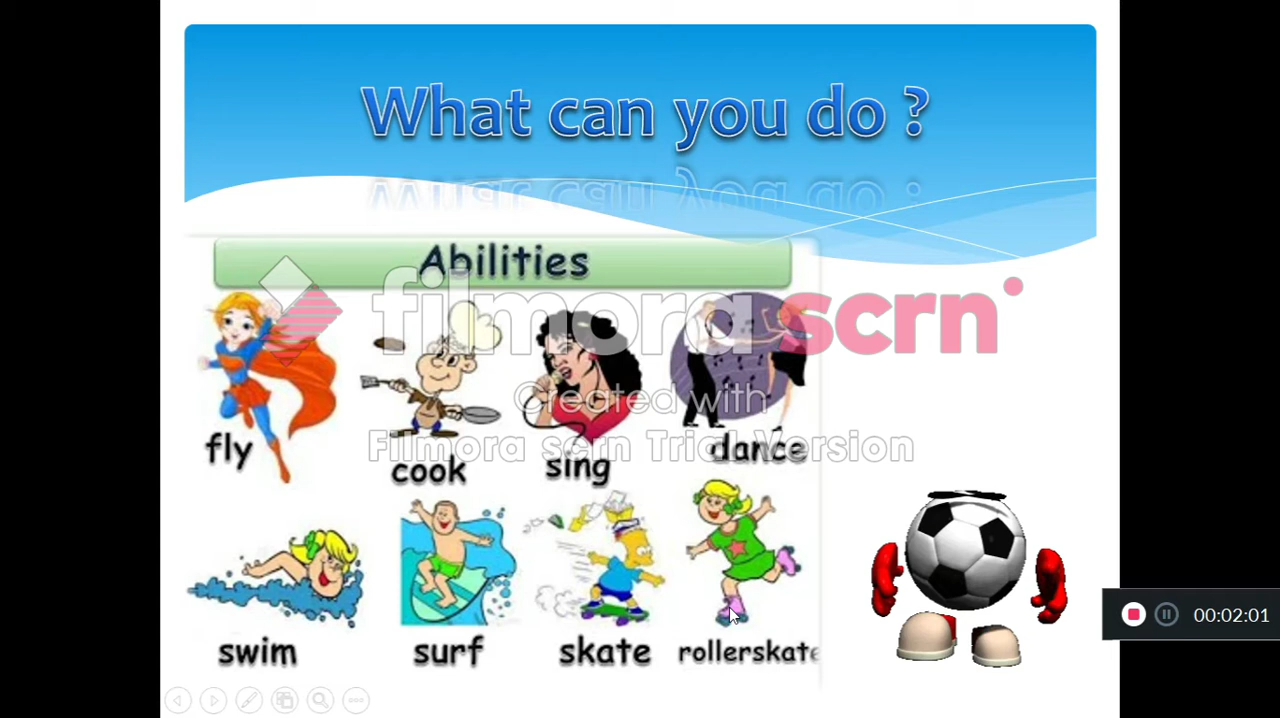 What can you do ?
Abilities
filmora scrn
Created with
Filmora scrn Trial Version
fly
cook
sing
dance
swim
surf
skate
rollerskate
00:02:01